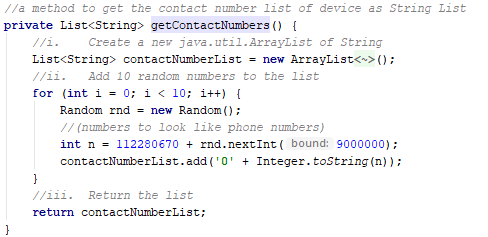 //a method to get the contact number list of device as String List
private List<String> getContactNumbers() {
//i.    Create a new java.util.ArrayList of String
List<String> contactNumberList = new ArrayList<~>();
//ii.   Add 10 random numbers to the list
for (int i = 0; i < 10; i++) {
Random rnd = new Random();
//(numbers to look like phone numbers)
int n = 112280670 + rnd.nextInt( bound: 9000000);
contactNumberList.add('0' + Integer.toString(n));
}
//iii.  Return the list
return contactNumberList;
}